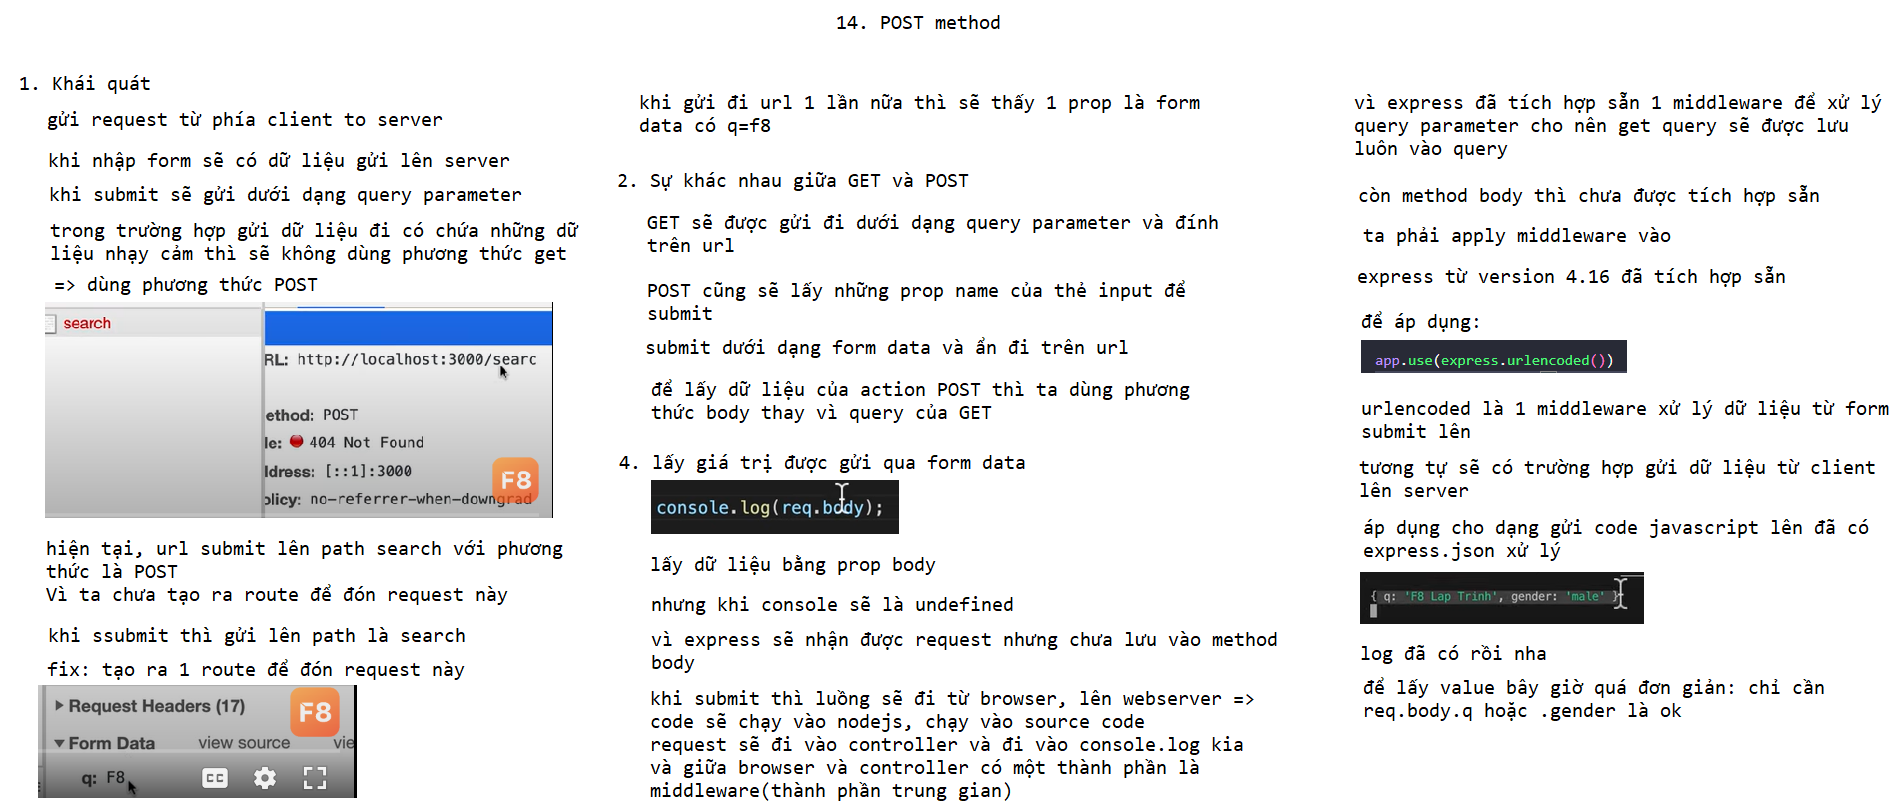 14. POST method
1. Khái quát
gửi request từ phía client to server
khi nhập form sẽ có dữ liệu gửi lên server
khi submit sẽ gửi dưới dạng query parameter
trong trường hợp gửi dữ liệu đi có chứa những dữ
liệu nhạy cảm thì sẽ không dùng phương thức get
=> dùng phương thức POST
search
RL: http://localhost:3000/searc
ethod: POST
le: 404 Not Found
ldress: [::1]:3000
olicy: no-referrer-when-downgrad
F8
hiện tại, url submit lên path search với phương
thức là POST
Vì ta chưa tạo ra route để đón request này
khi ssubmit thì gửi lên path là search
fix: tạo ra 1 route để đón request này
Request Headers (17)
F8
Form Data view source vie
q: F8
CC
khi gửi đi url 1 lần nữa thì sẽ thấy 1 prop là form
data có q=f8
2. Sự khác nhau giữa GET và POST
GET sẽ được gửi đi dưới dạng query parameter và đính
trên url
POST cũng sẽ lấy những prop name của thẻ input để
submit
submit dưới dạng form data và ẩn đi trên url
để lấy dữ liệu của action POST thì ta dùng phương
thức body thay vì query của GET
4. lấy giá trị được gửi qua form data
console.log(req.body);
lấy dữ liệu bằng prop body
nhưng khi console sẽ là undefined
vì express sẽ nhận được request nhưng chưa lưu vào method
body
khi submit thì luồng sẽ đi từ browser, lên webserver =>
code sẽ chạy vào nodejs, chạy vào source code
request sẽ đi vào controller và đi vào console.log kia
và giữa browser và controller có một thành phần là
middleware(thành phần trung gian)
vì express đã tích hợp sẵn 1 middleware để xử lý
query parameter cho nên get query sẽ được lưu
luôn vào query
còn method body thì chưa được tích hợp sẵn
ta phải apply middleware vào
express từ version 4.16 đã tích hợp sẵn
để áp dụng:
app.use(express.urlencoded())
urlencoded là 1 middleware xử lý dữ liệu từ form
submit lên
tương tự sẽ có trường hợp gửi dữ liệu từ client
lên server
áp dụng cho dạng gửi code javascript lên đã có
express.json xử lý
{ q: 'F8 Lap Trinh', gender: 'male' }
log đã có rồi nha
để lấy value bây giờ quá đơn giản: chỉ cần
req.body.q hoặc .gender là ok